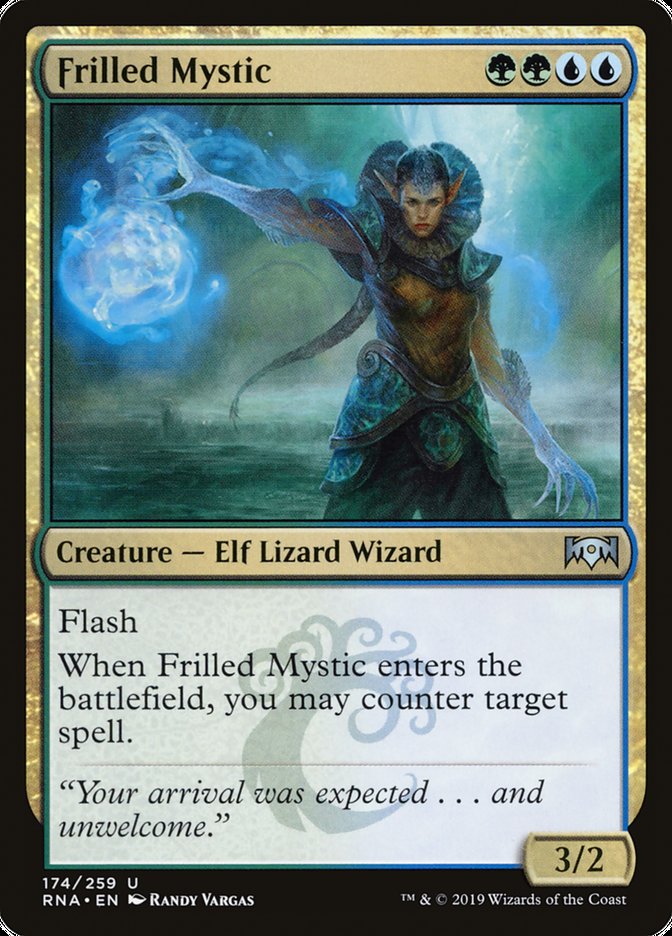 Frilled Mystic
Creature — Elf Lizard Wizard
Flash
When Frilled Mystic enters the
battlefield, you may counter target
spell.
“Your arrival was expected . . . and
unwelcome.”
3/2
174/259 U
RNA • EN Randy Vargas
™ & © 2019 Wizards of the Coast